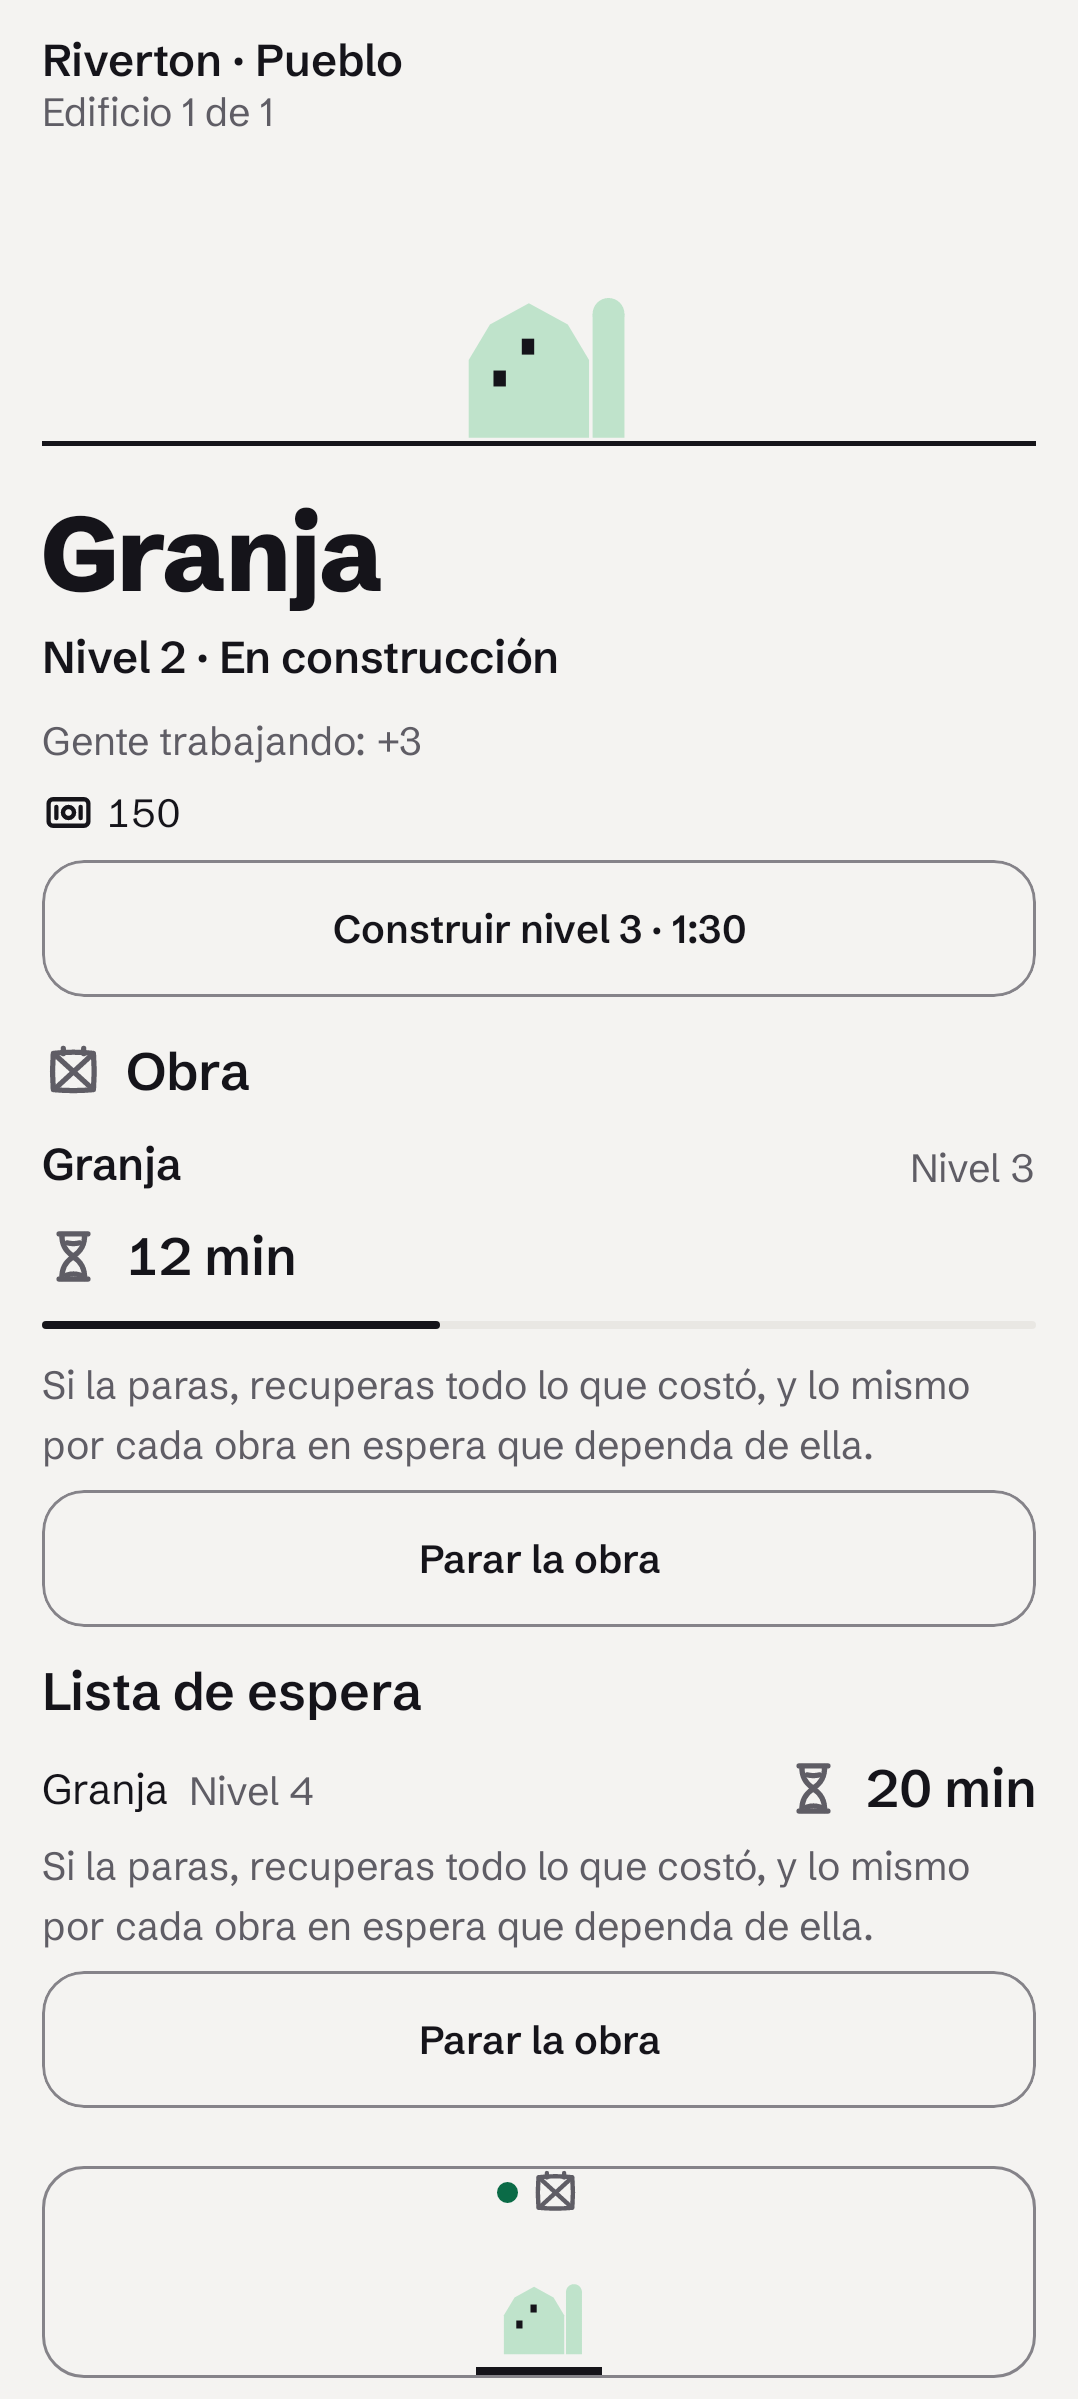 Riverton · Pueblo
Edificio 1 de 1
Granja
Nivel 2 · En construcción
Gente trabajando: +3
150
Construir nivel 3 · 1:30
Obra
Granja Nivel 3
12 min
Si la paras, recuperas todo lo que costó, y lo mismo
por cada obra en espera que dependa de ella.
Parar la obra
Lista de espera
Granja Nivel 4 20 min
Si la paras, recuperas todo lo que costó, y lo mismo
por cada obra en espera que dependa de ella.
Parar la obra